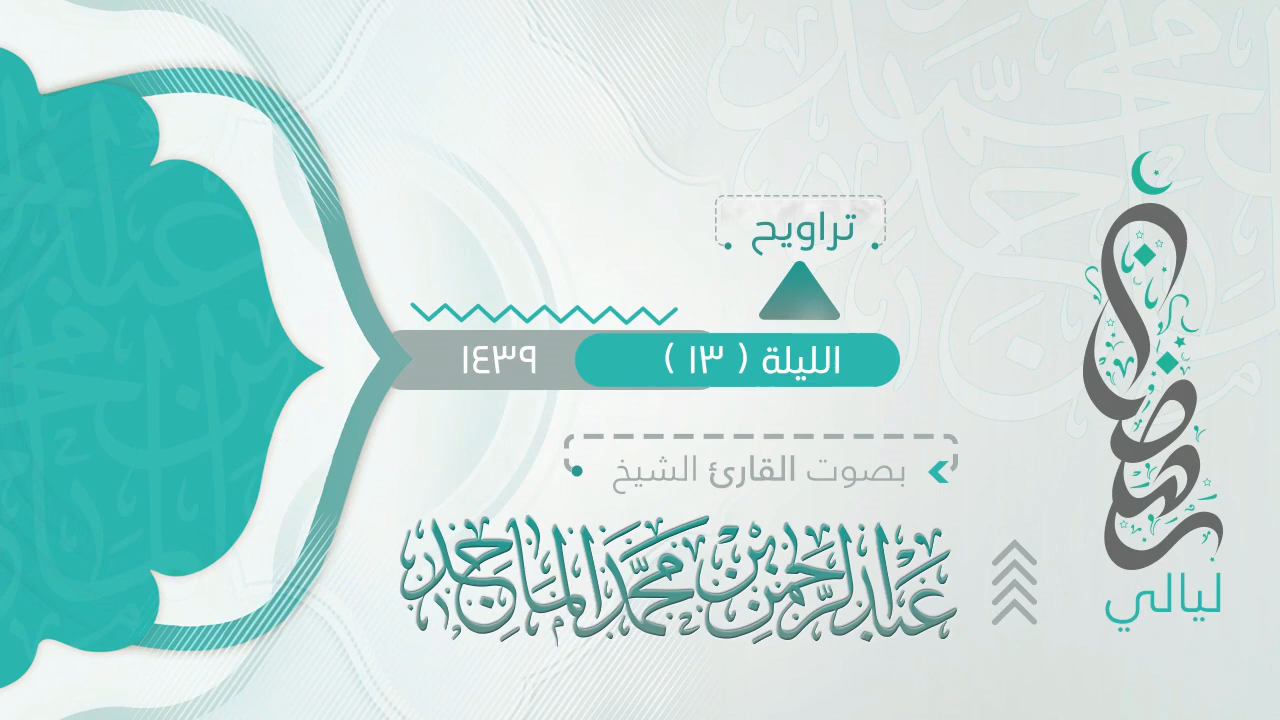 تراويح
الليلة ( ١٣ ) ١٤٣٩
بصوت القارئ الشيخ
عبدالرحمن بن محمد الماجد
رمضان
ليالي